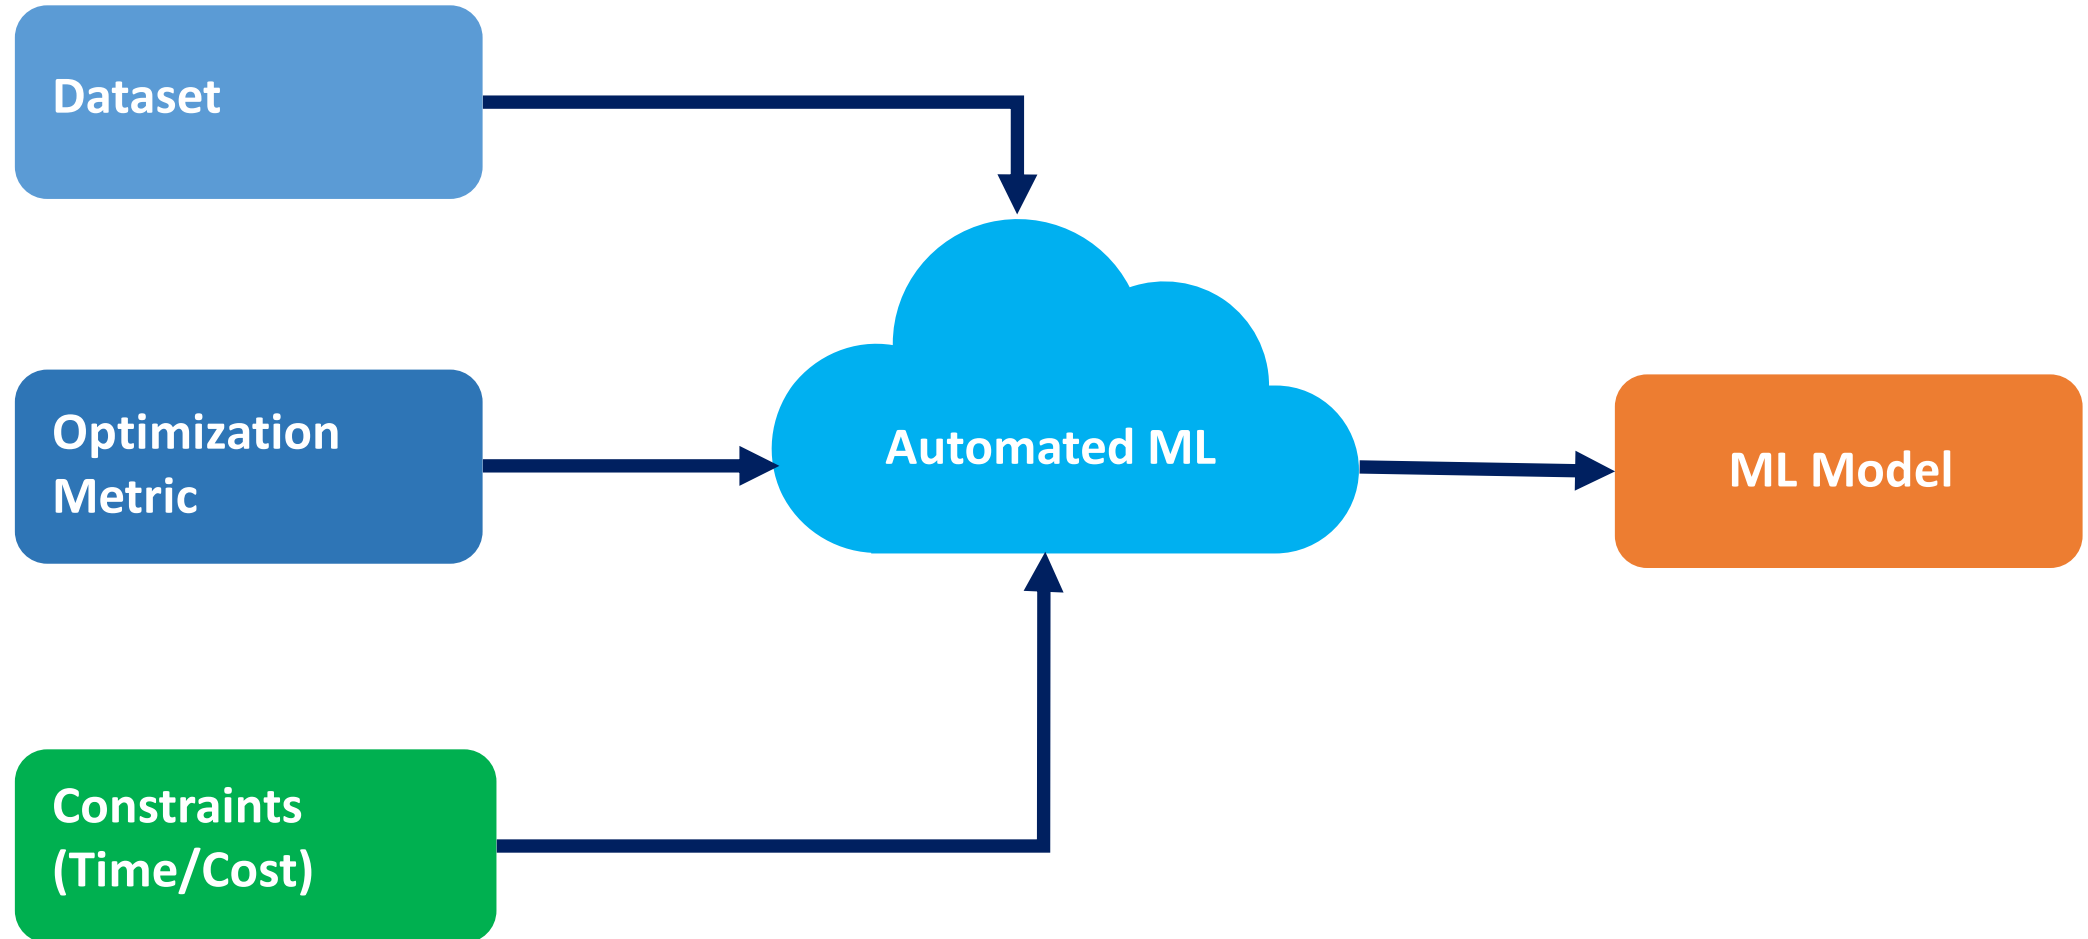 Dataset
Optimization
Metric
Automated ML
ML Model
Constraints
(Time/Cost)